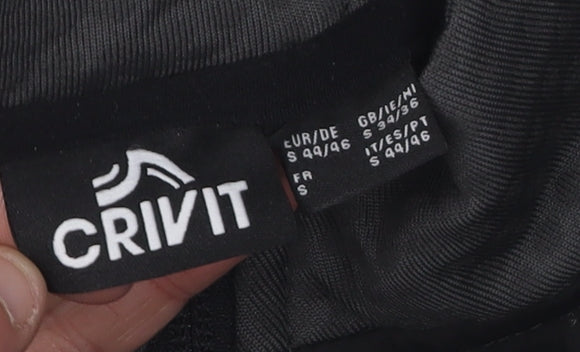 CRIVIT
EUR/DE
S 44/46
FR
S
GB/IE/NI
S 34/36
IT/ES/PT
S 44/46